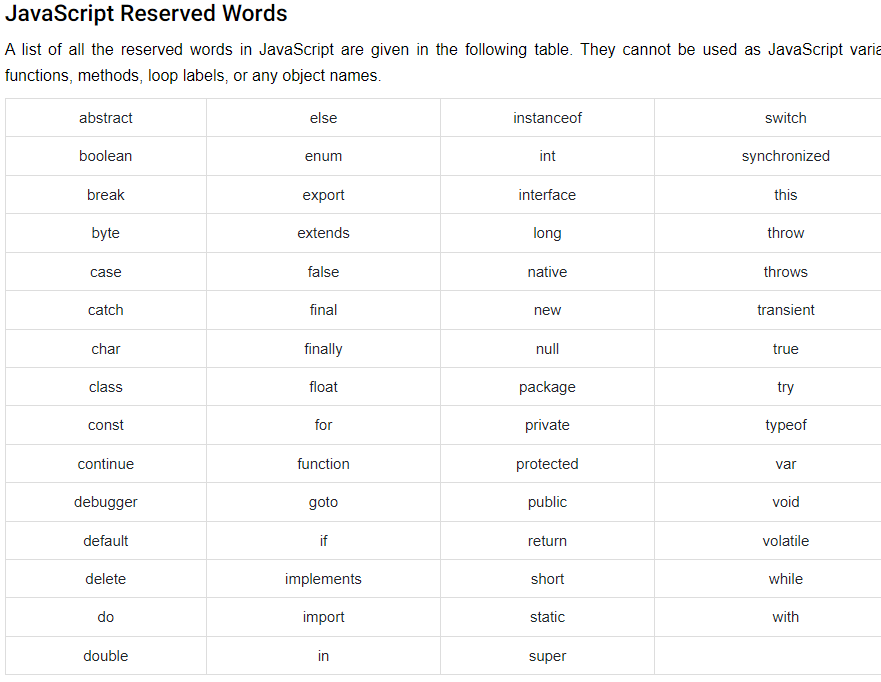 JavaScript Reserved Words
A list of all the reserved words in JavaScript are given in the following table. They cannot be used as JavaScript varia
functions, methods, loop labels, or any object names.
abstract else instanceof switch
boolean enum int synchronized
break export interface this
byte extends long throw
case false native throws
catch final new transient
char finally null true
class float package try
const for private typeof
continue function protected var
debugger goto public void
default if return volatile
delete implements short while
do import static with
double in super